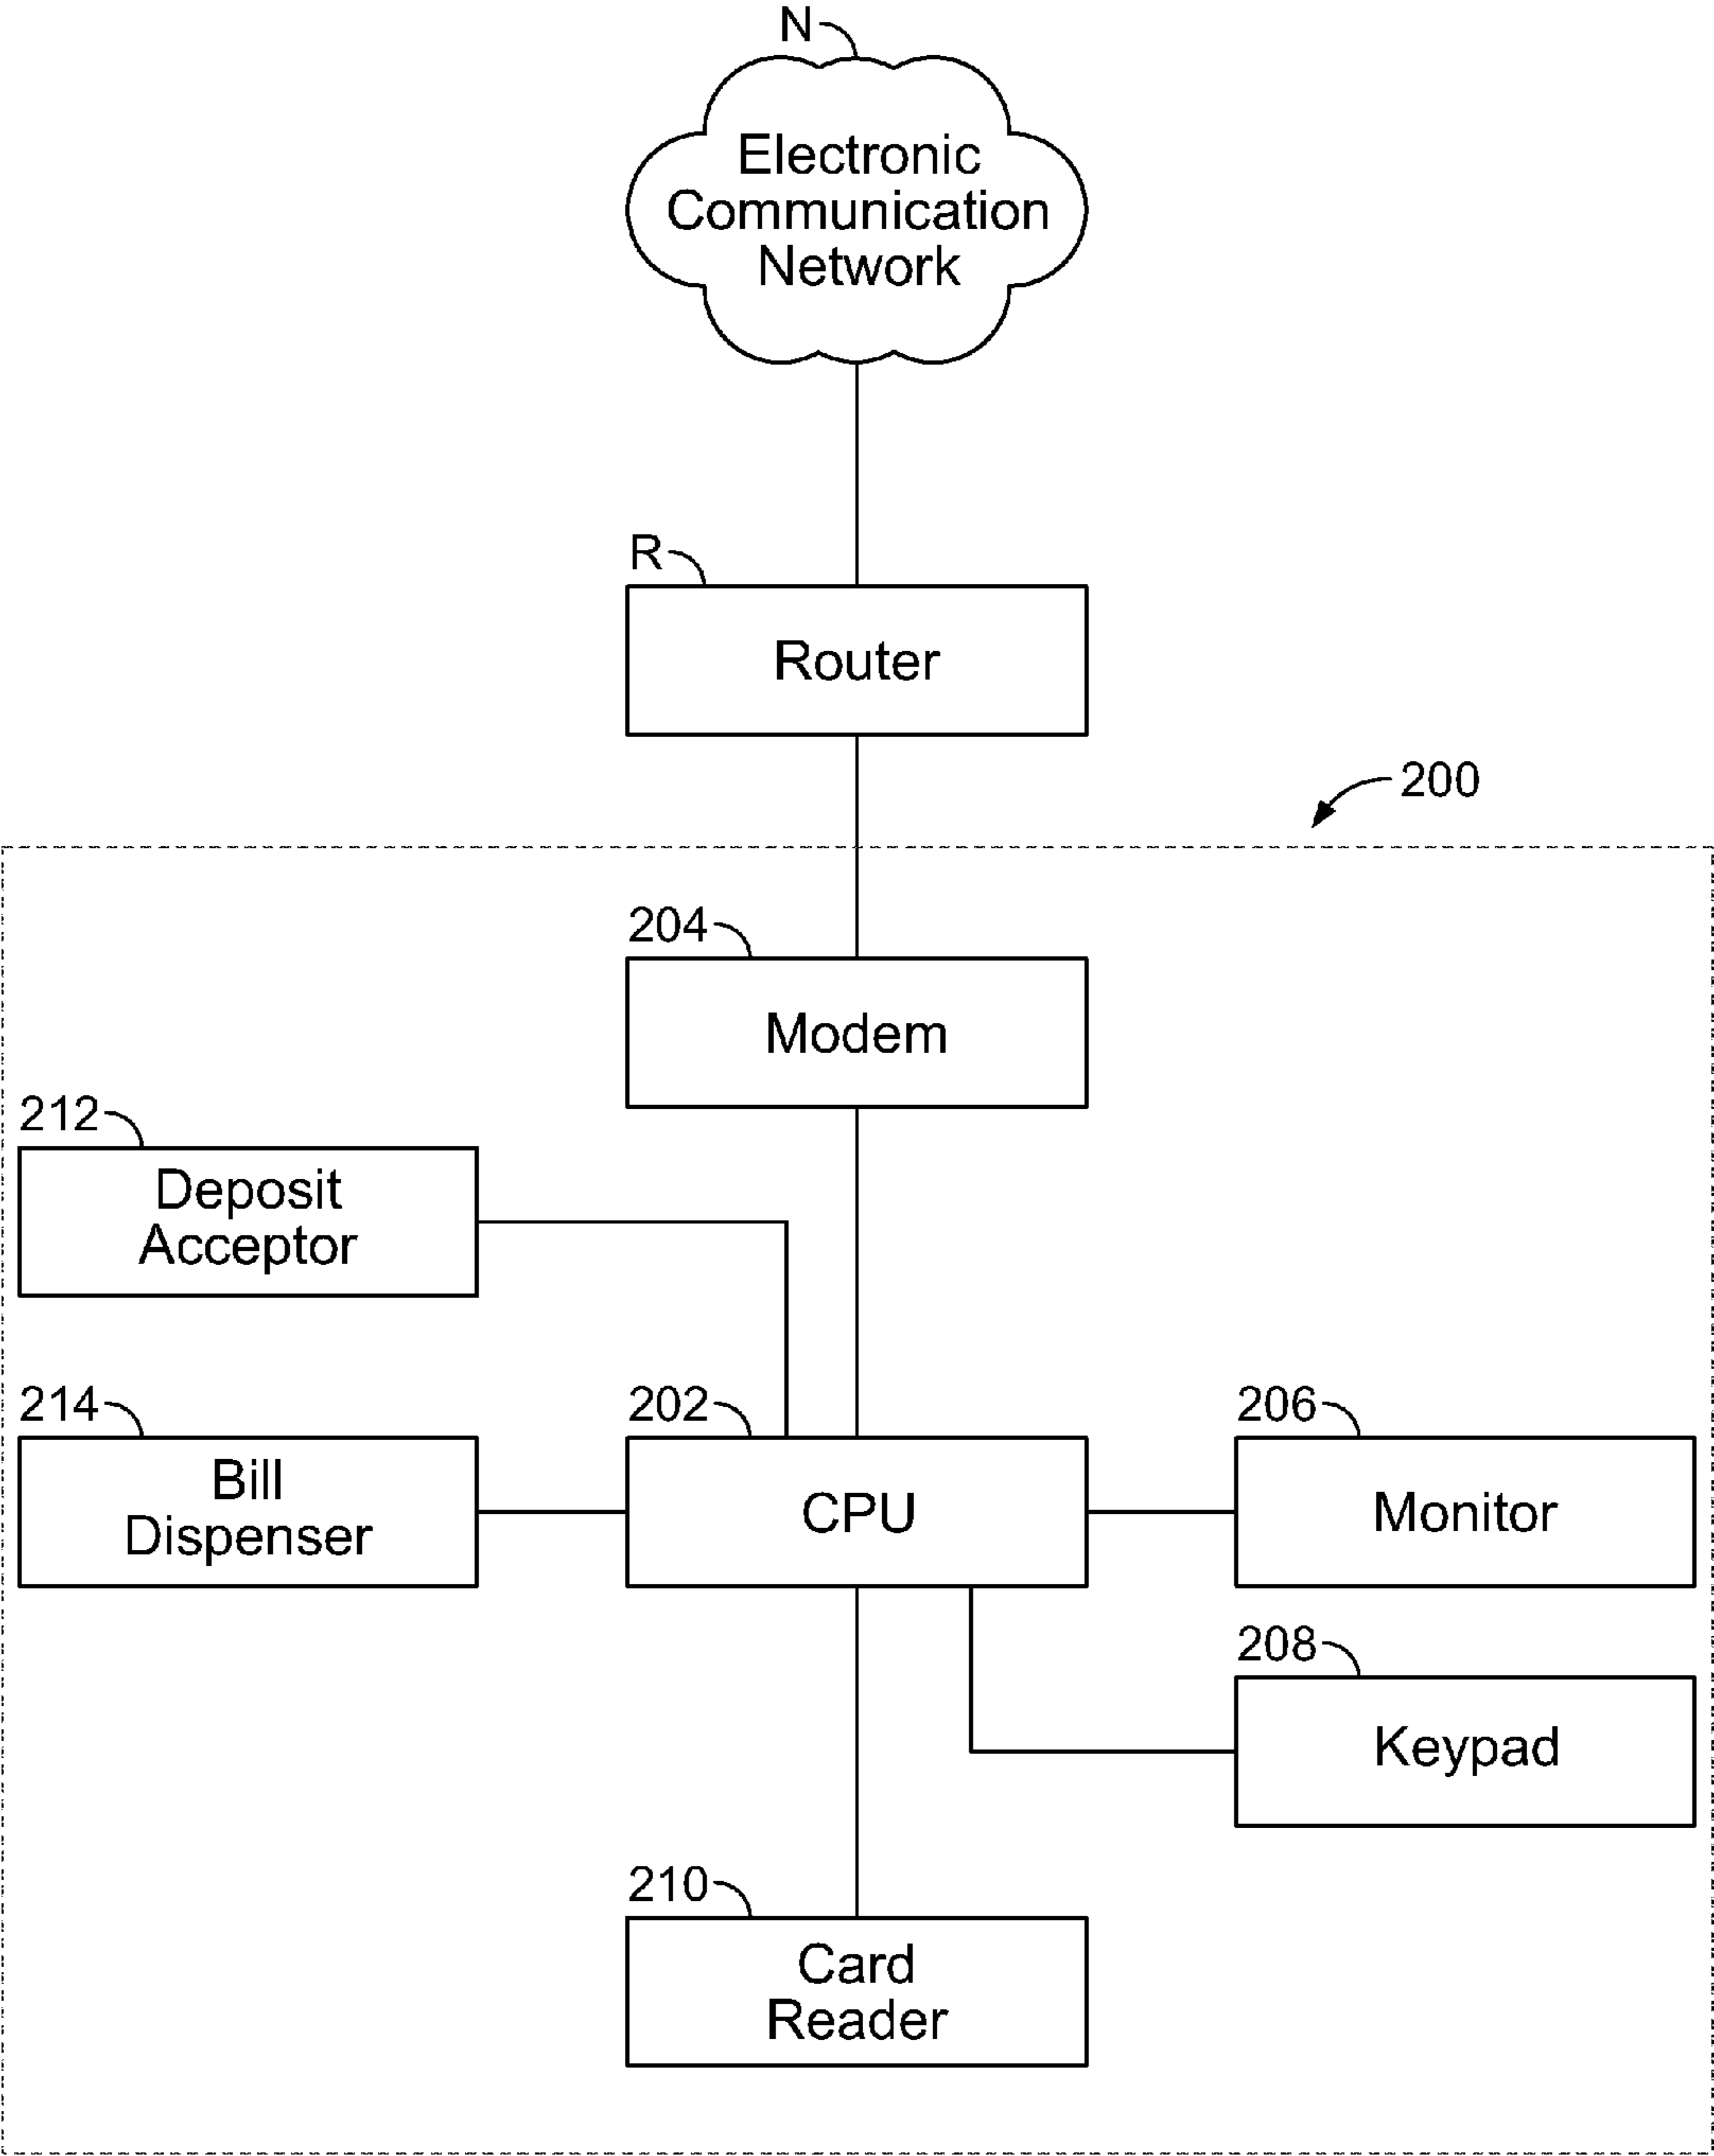 N
Electronic
Communication
Network
R
Router
200
204
Modem
212
Deposit
Acceptor
214
Bill
Dispenser
202
CPU
206
Monitor
208
Keypad
210
Card
Reader